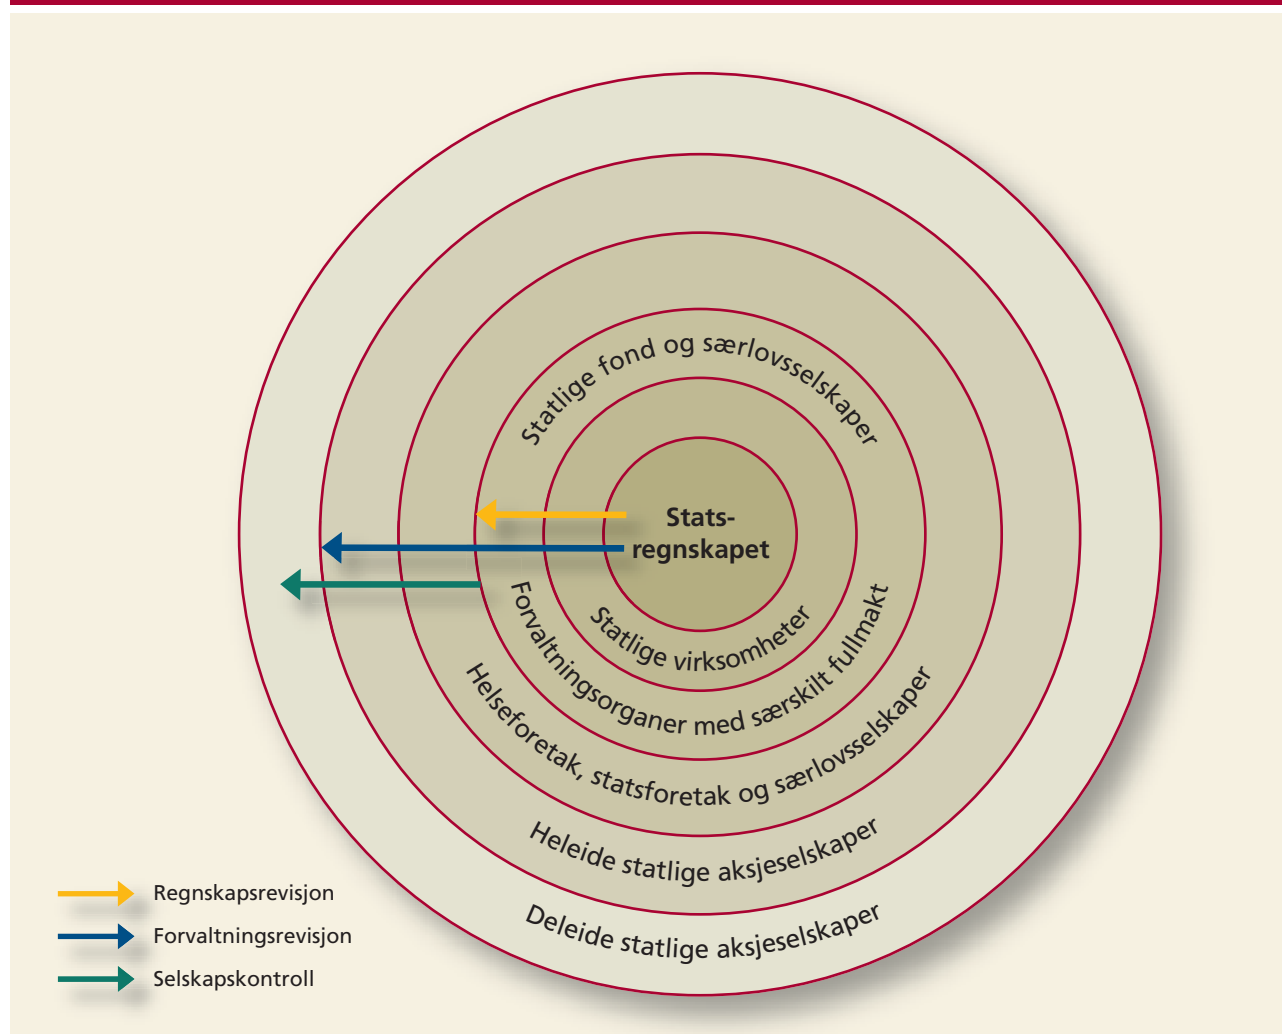 Statlige fond og særlovsselskaper
Stats-
regnskapet
Statlige virksomheter
Forvaltningsorganer med særskilt fullmakt
Helseforetak, statsforetak og særlovsselskaper
Heleide statlige aksjeselskaper
Deleide statlige aksjeselskaper
Regnskapsrevisjon
Forvaltningsrevisjon
Selskapskontroll